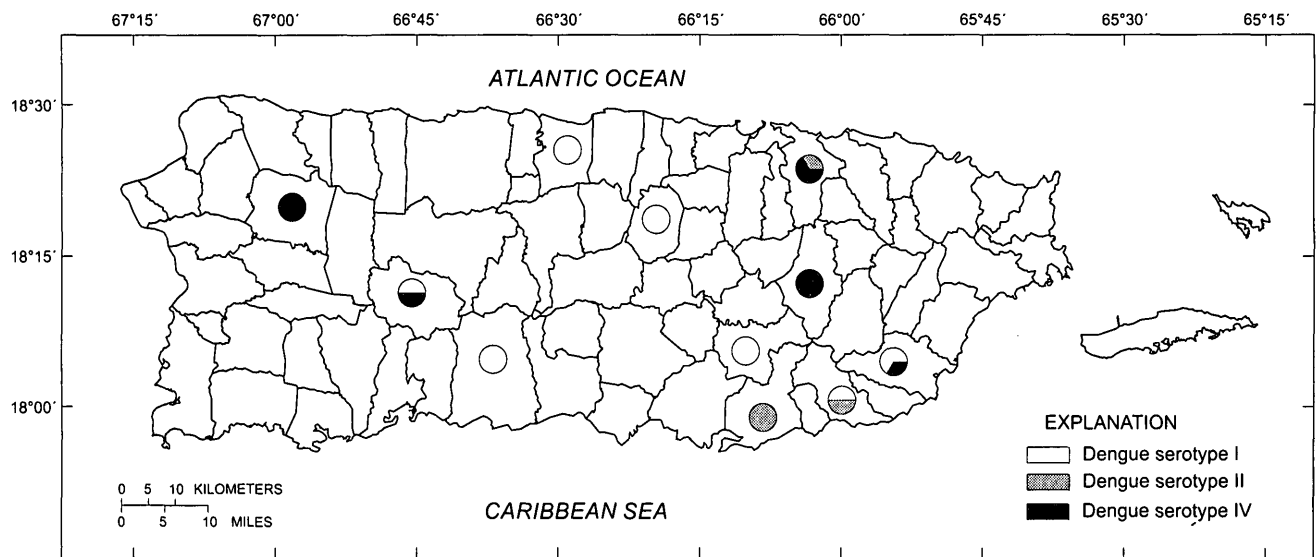 67°15´ 67°00´ 66°45´ 66°30´ 66°15´ 66°00´ 65°45´ 65°30´ 65°15´
ATLANTIC OCEAN
18°30´
18°15´
18°00´
EXPLANATION
Dengue serotype I
Dengue serotype II
Dengue serotype IV
0 5 10 KILOMETERS
0 5 10 MILES
CARIBBEAN SEA